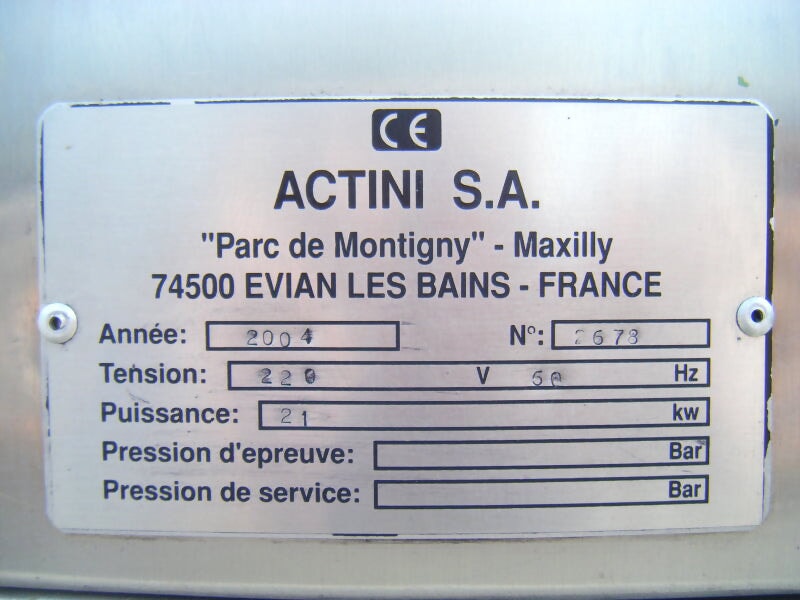 CE
ACTINI S.A.
"Parc de Montigny" - Maxilly
74500 EVIAN LES BAINS - FRANCE
Année: 2004 N°: 2678
Tension: 220 V 60 Hz
Puissance: 21 kw
Pression d'epreuve: Bar
Pression de service: Bar